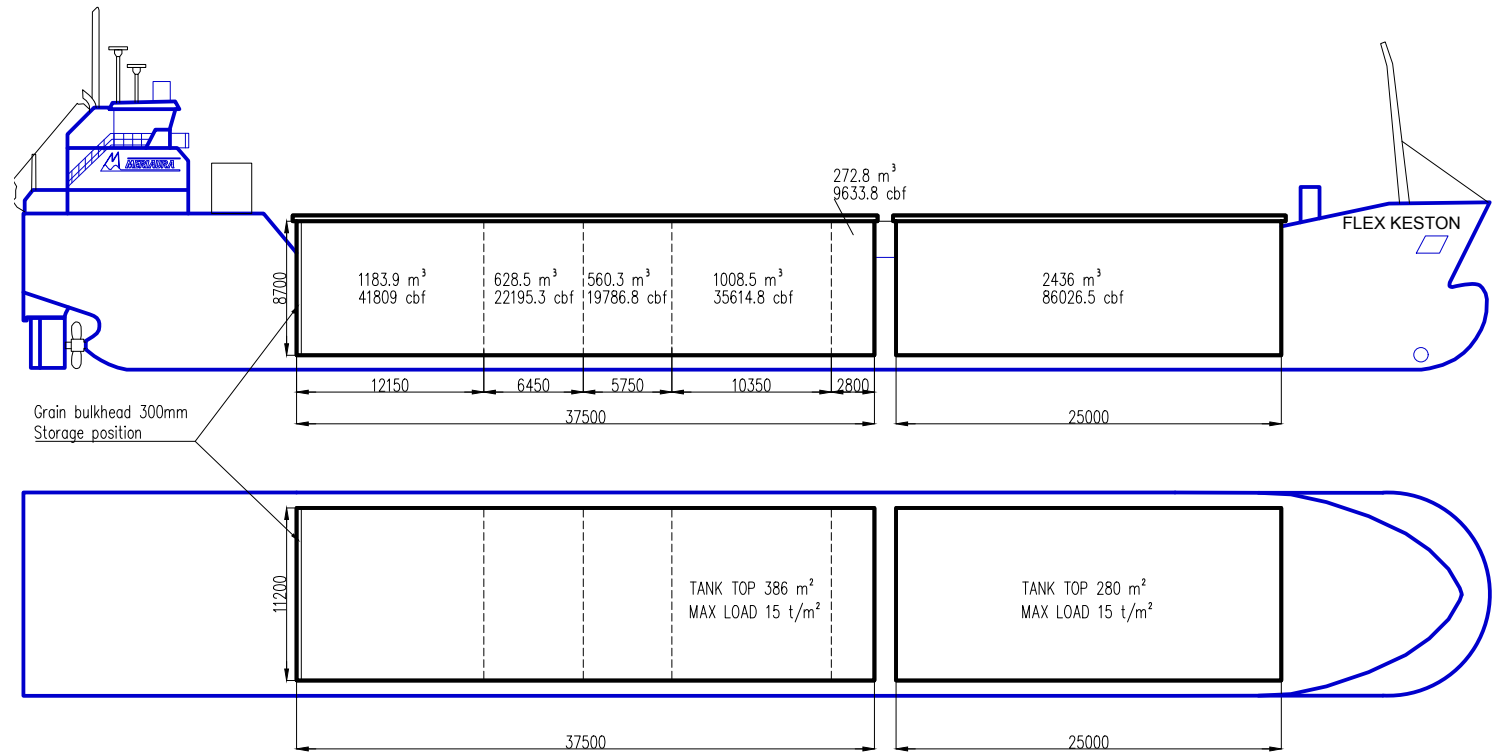 MERIAURA
272.8 m³
9633.8 cbf
FLEX KESTON
8700
1183.9 m³
41809 cbf
628.5 m³
22195.3 cbf
560.3 m³
19786.8 cbf
1008.5 m³
35614.8 cbf
2436 m³
86026.5 cbf
12150
6450
5750
10350
2800
37500
25000
Grain bulkhead 300mm
Storage position
11200
TANK TOP 386 m²
MAX LOAD 15 t/m²
TANK TOP 280 m²
MAX LOAD 15 t/m²
37500
25000